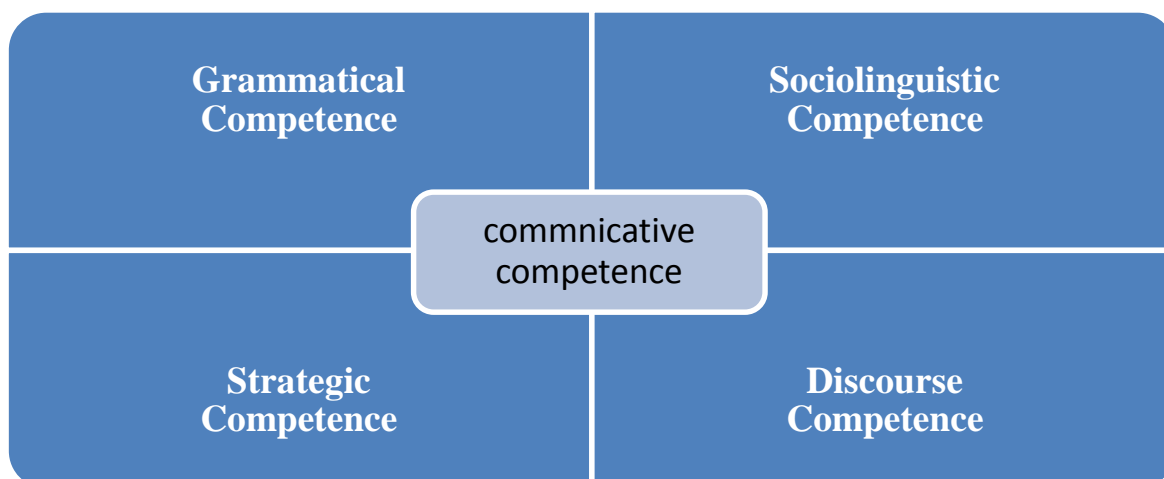 Grammatical
Competence
Sociolinguistic
Competence
commnicative
competence
Strategic
Competence
Discourse
Competence